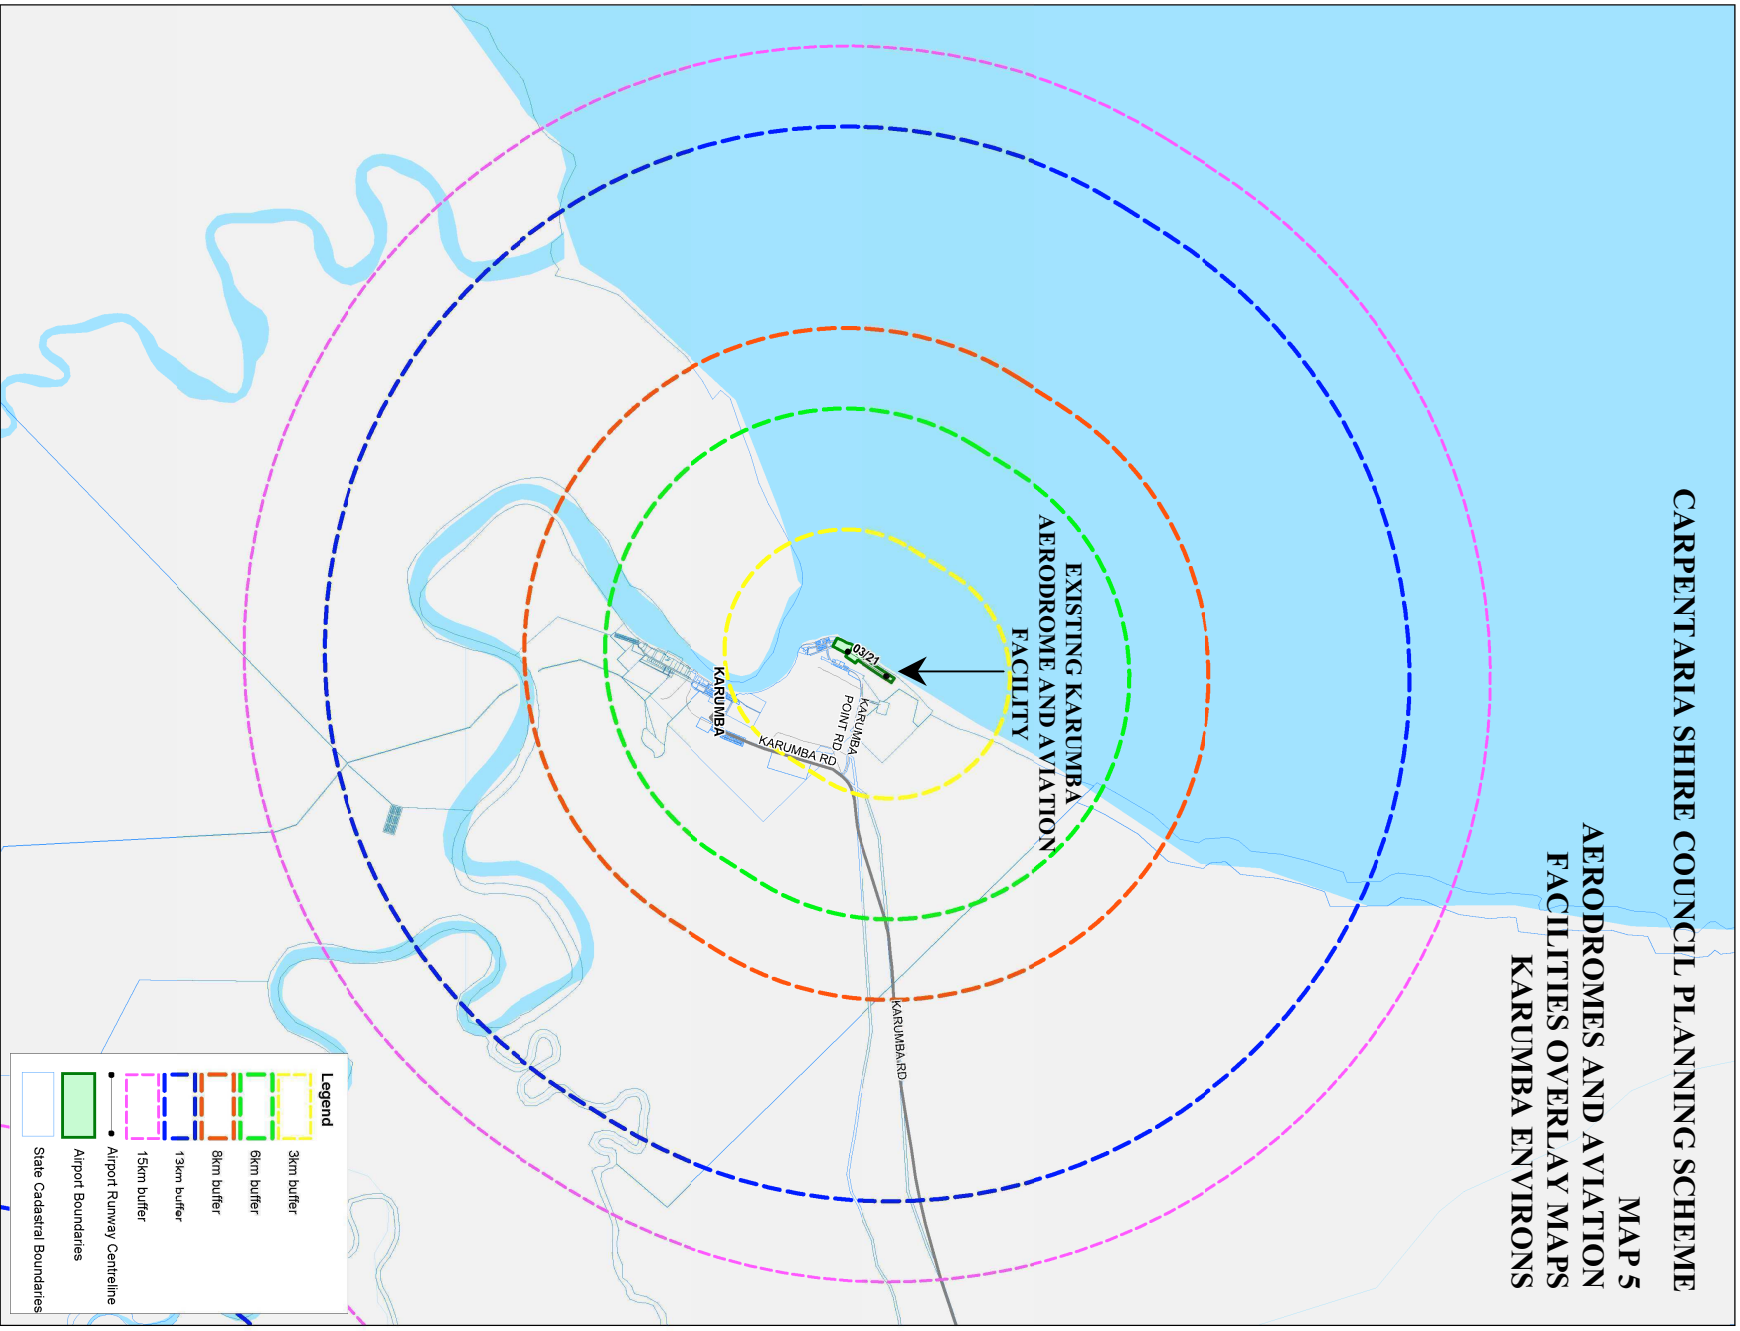 CARPENTARIA SHIRE COUNCIL PLANNING SCHEME
MAP 5
AERODROMES AND AVIATION
FACILITIES OVERLAY MAPS
KARUMBA ENVIRONS
EXISTING KARUMBA
AERODROME AND AVIATION
FACILITY
03/21
KARUMBA
POINT RD
KARUMBA RD
KARUMBA
KARUMBA RD
Legend
3km buffer
6km buffer
8km buffer
13km buffer
15km buffer
Airport Runway Centreline
Airport Boundaries
State Cadastral Boundaries